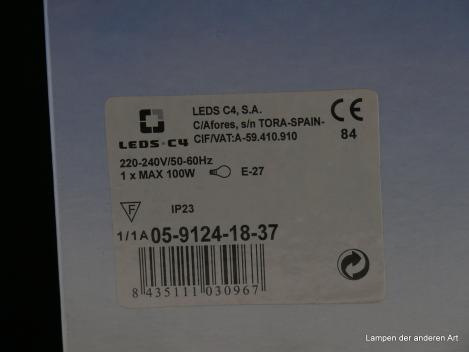 LEDS C4, S.A.
C/Afores, s/n TORA-SPAIN-
CIF/VAT:A-59.410.910
CE
84
LEDS·C4
220-240V/50-60Hz
1 x MAX 100W E-27
F IP23
1/1A 05-9124-18-37
8 435111 030967
Lampen der anderen Art